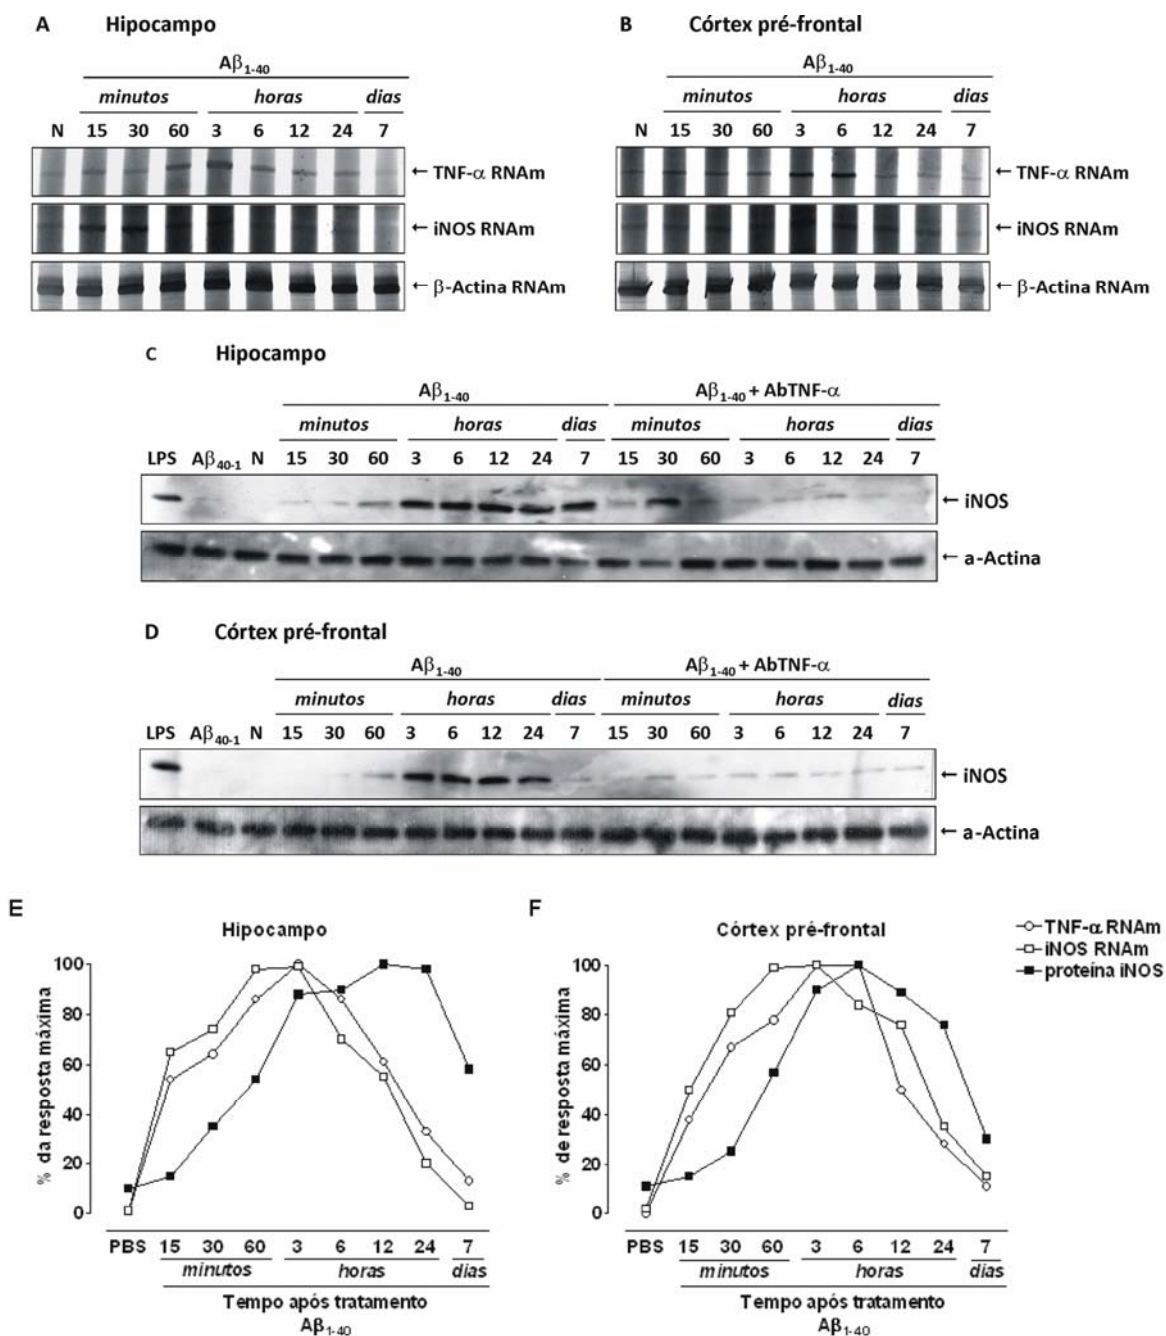 A Hipocampo
Aβ1-40
minutos horas dias
N 15 30 60 3 6 12 24 7
← TNF-α RNAm
← iNOS RNAm
← β-Actina RNAm
B Córtex pré-frontal
Aβ1-40
minutos horas dias
N 15 30 60 3 6 12 24 7
← TNF-α RNAm
← iNOS RNAm
← β-Actina RNAm
C Hipocampo
Aβ1-40 Aβ1-40 + AbTNF-α
minutos horas dias minutos horas dias
LPS Aβ40-1 N 15 30 60 3 6 12 24 7 15 30 60 3 6 12 24 7
← iNOS
← a-Actina
D Córtex pré-frontal
Aβ1-40 Aβ1-40 + AbTNF-α
minutos horas dias minutos horas dias
LPS Aβ40-1 N 15 30 60 3 6 12 24 7 15 30 60 3 6 12 24 7
← iNOS
← a-Actina
E
Hipocampo
% da resposta máxima
100
80
60
40
20
0
PBS 15 30 60 3 6 12 24 7
minutos horas dias
Tempo após tratamento
Aβ1-40
F
Córtex pré-frontal
TNF-α RNAm
iNOS RNAm
proteína iNOS
% de resposta máxima
100
80
60
40
20
0
PBS 15 30 60 3 6 12 24 7
minutos horas dias
Tempo após tratamento
Aβ1-40